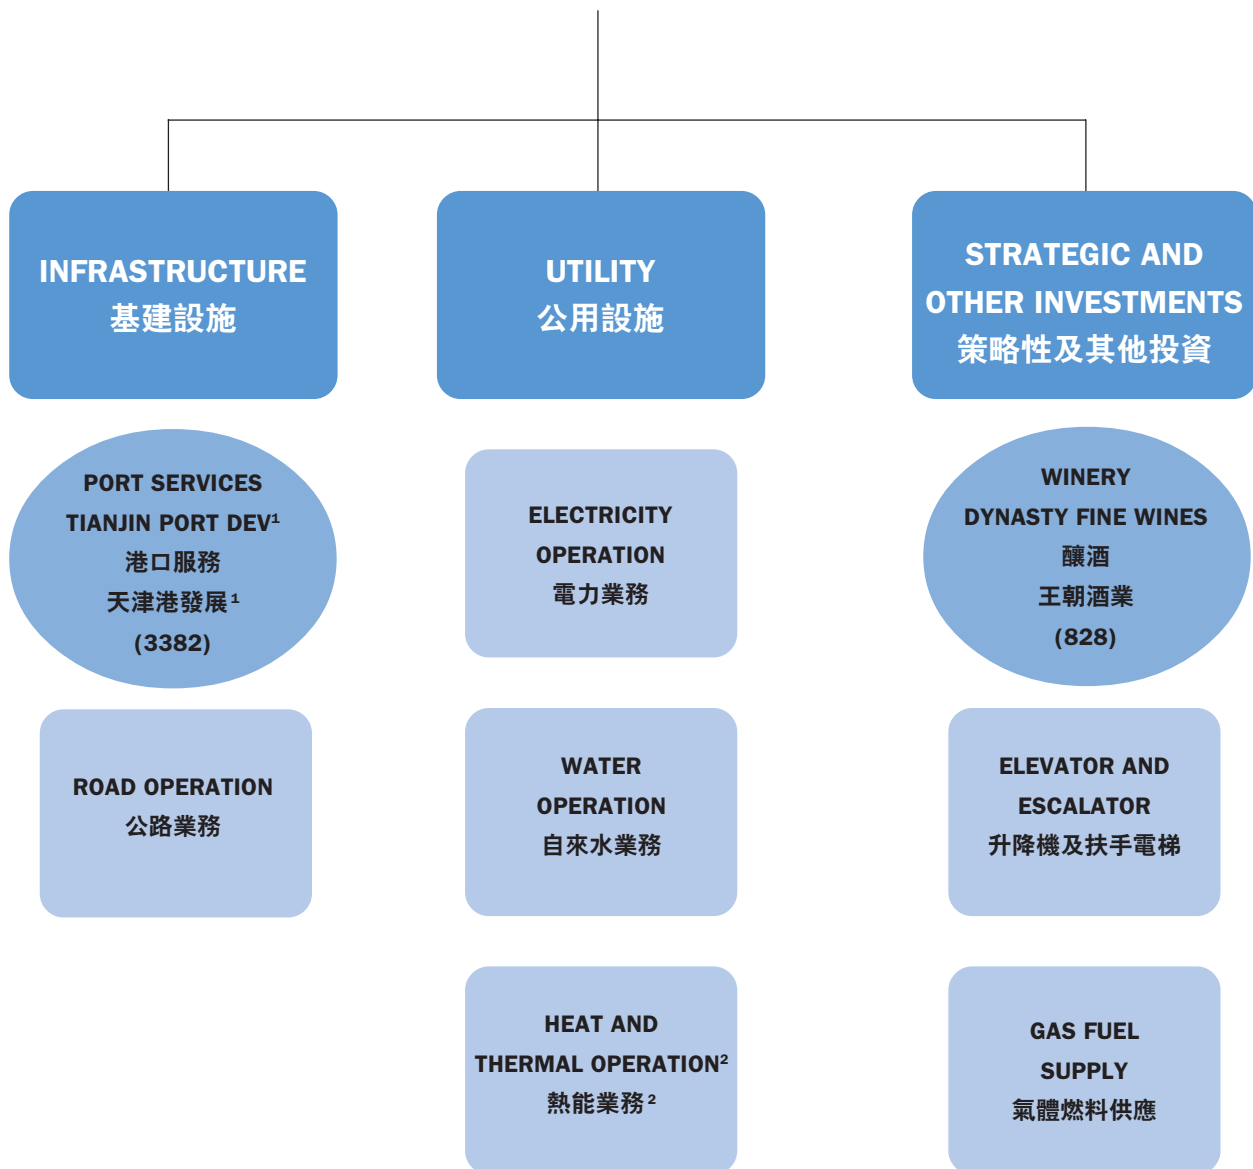 INFRASTRUCTURE
基建設施
UTILITY
公用設施
STRATEGIC AND
OTHER INVESTMENTS
策略性及其他投資
PORT SERVICES
TIANJIN PORT DEV¹
港口服務
天津港發展¹
(3382)
ELECTRICITY
OPERATION
電力業務
WINERY
DYNASTY FINE WINES
釀酒
王朝酒業
(828)
ROAD OPERATION
公路業務
WATER
OPERATION
自來水業務
ELEVATOR AND
ESCALATOR
升降機及扶手電梯
HEAT AND
THERMAL OPERATION²
熱能業務²
GAS FUEL
SUPPLY
氣體燃料供應